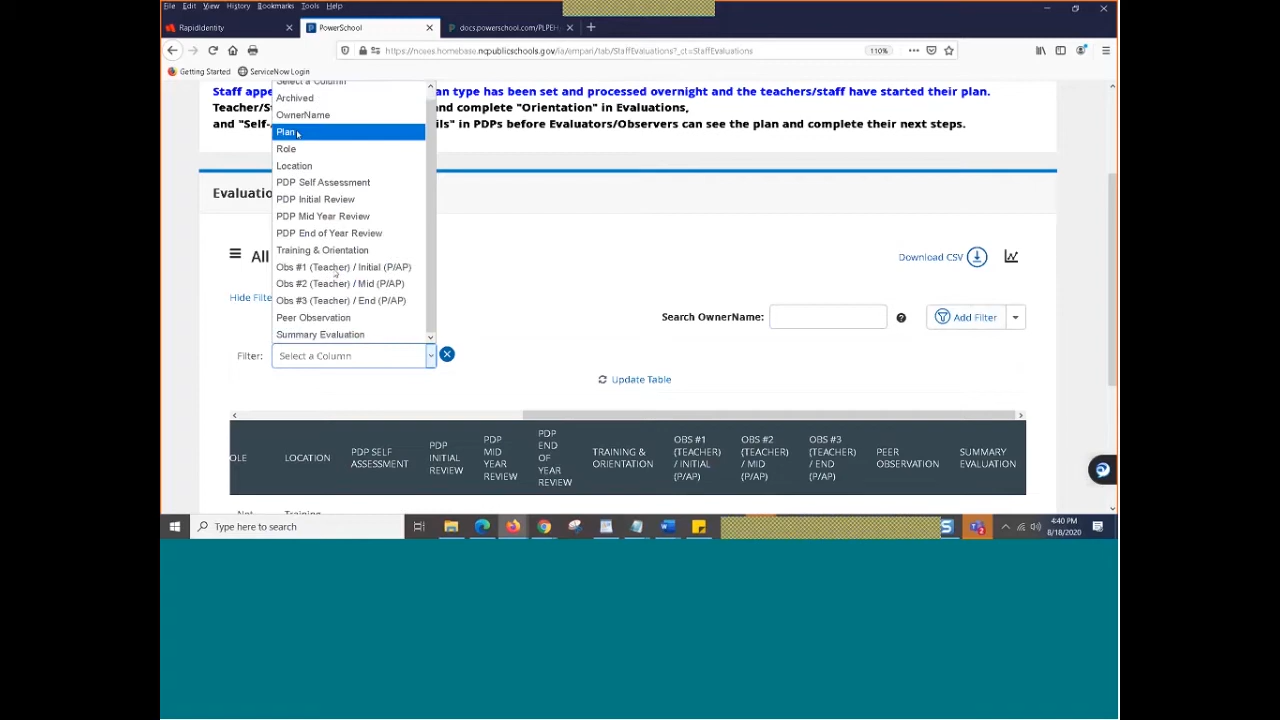 File Edit View History Bookmarks Tools Help
RapidIdentity
PowerSchool
docs.powerschool.com/PLPEH
https://ncees.homebase.ncpublicschools.gov/ia/empari/tab/StaffEvaluations?_ct=StaffEvaluations
110%
Getting Started ServiceNow Login
Staff appe an type has been set and processed overnight and the teachers/staff have started their plan.
Teacher/S and complete "Orientation" in Evaluations,
and "Self- ils" in PDPs before Evaluators/Observers can see the plan and complete their next steps.
Select a Column
Archived
OwnerName
Plan
Role
Location
PDP Self Assessment
PDP Initial Review
PDP Mid Year Review
PDP End of Year Review
Training & Orientation
Obs #1 (Teacher) / Initial (P/AP)
Obs #2 (Teacher) / Mid (P/AP)
Obs #3 (Teacher) / End (P/AP)
Peer Observation
Summary Evaluation
Evaluatio
All
Download CSV
Hide Filte
Search OwnerName:
Add Filter
Filter: Select a Column
Update Table
OLE
LOCATION
PDP SELF
ASSESSMENT
PDP
INITIAL
REVIEW
PDP
MID
YEAR
REVIEW
PDP
END
OF
YEAR
REVIEW
TRAINING &
ORIENTATION
OBS #1
(TEACHER)
/ INITIAL
(P/AP)
OBS #2
(TEACHER)
/ MID
(P/AP)
OBS #3
(TEACHER)
/ END
(P/AP)
PEER
OBSERVATION
SUMMARY
EVALUATION
Type here to search
4:40 PM
8/18/2020